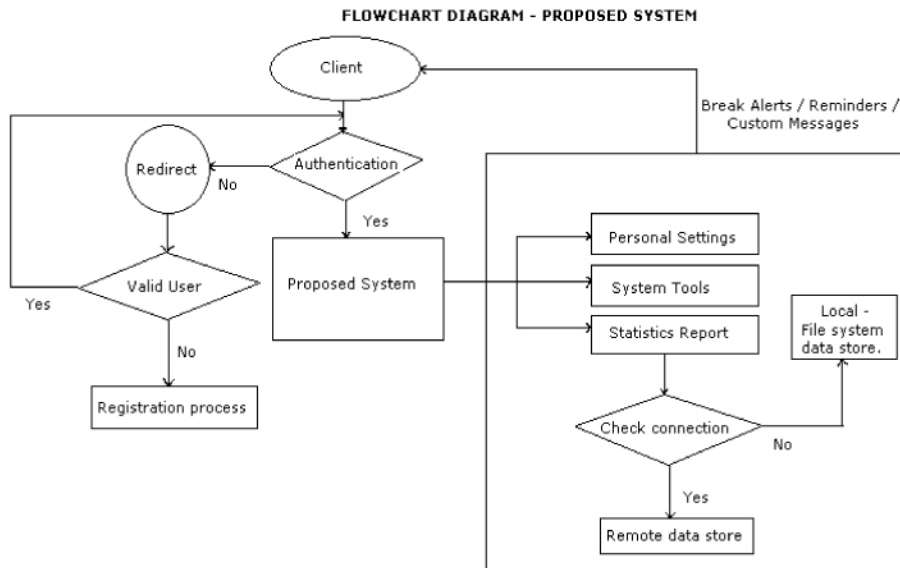 FLOWCHART DIAGRAM - PROPOSED SYSTEM
Client
Break Alerts / Reminders /
Custom Messages
Authentication
Redirect
No
Yes
Personal Settings
Valid User
Proposed System
System Tools
Yes
Local -
File system
data store.
Statistics Report
No
Registration process
Check connection
No
Yes
Remote data store